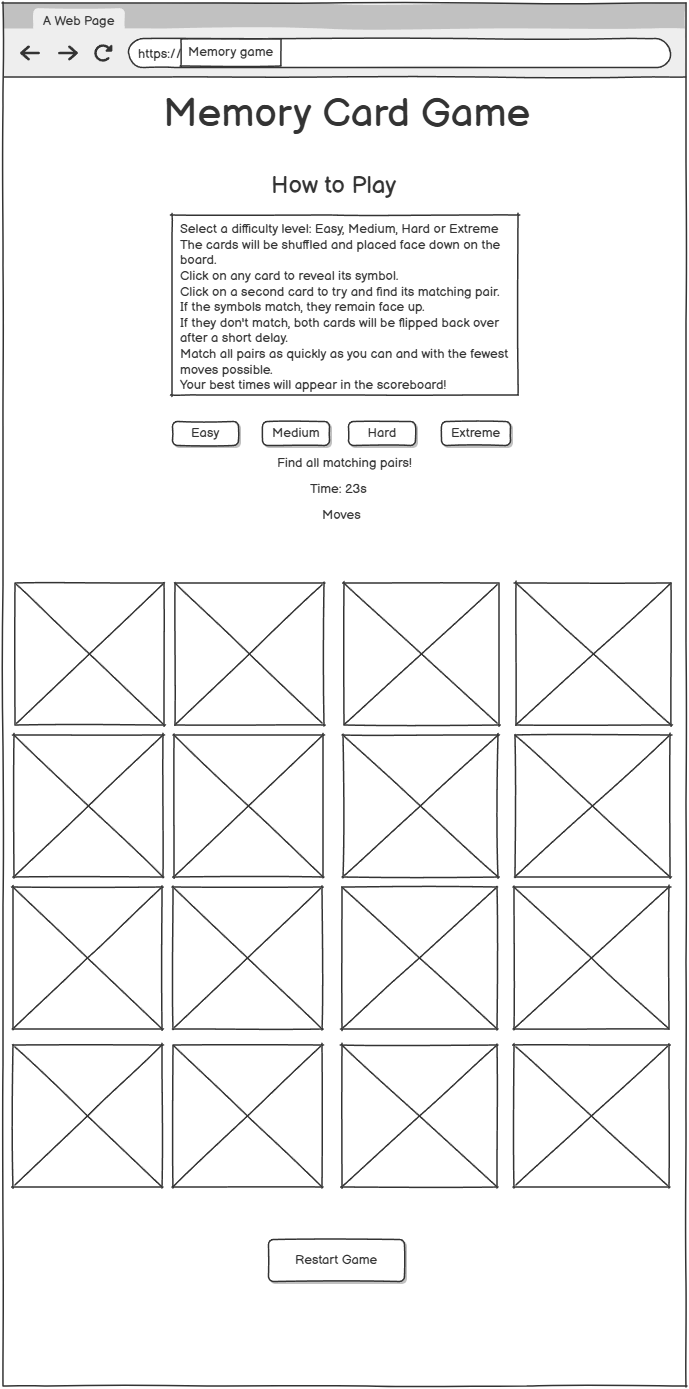 A Web Page
https:// Memory game
Memory Card Game
How to Play
Select a difficulty level: Easy, Medium, Hard or Extreme
The cards will be shuffled and placed face down on the
board.
Click on any card to reveal its symbol.
Click on a second card to try and find its matching pair.
If the symbols match, they remain face up.
If they don't match, both cards will be flipped back over
after a short delay.
Match all pairs as quickly as you can and with the fewest
moves possible.
Your best times will appear in the scoreboard!
Easy Medium Hard Extreme
Find all matching pairs!
Time: 23s
Moves
Restart Game